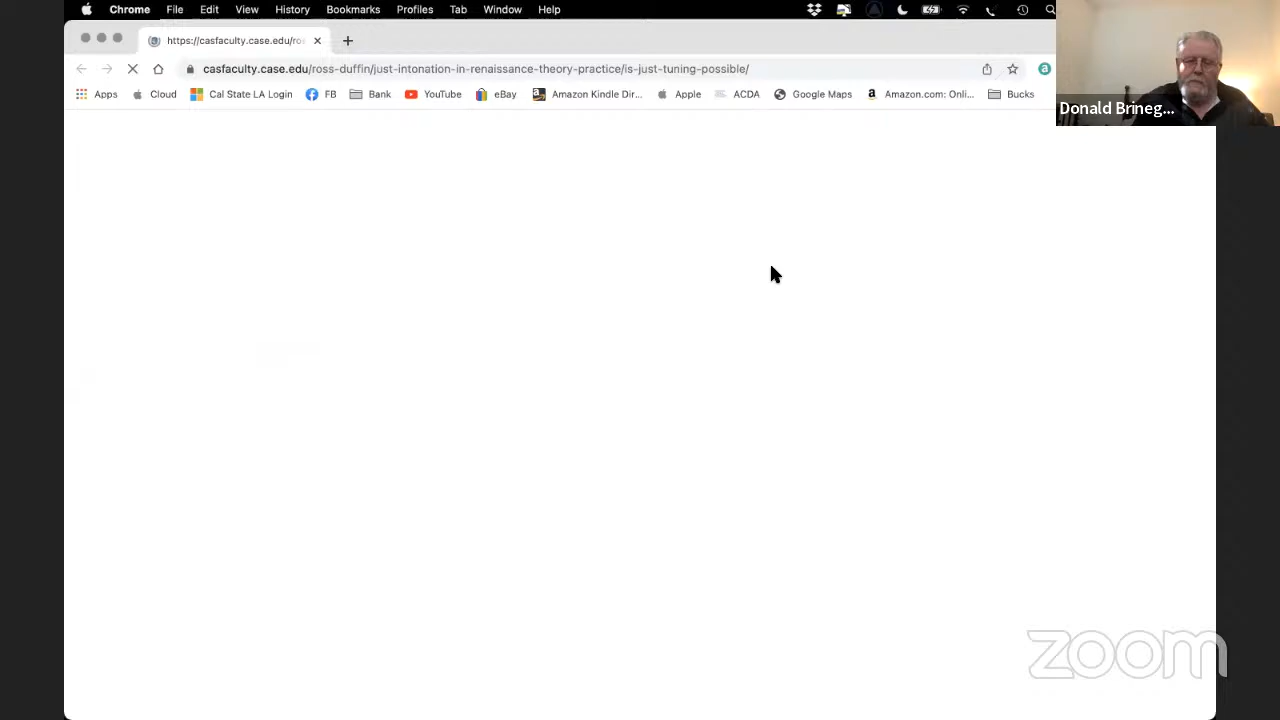 Chrome File Edit View History Bookmarks Profiles Tab Window Help
https://casfaculty.case.edu/ros
casfaculty.case.edu/ross-duffin/just-intonation-in-renaissance-theory-practice/is-just-tuning-possible/
Apps Cloud Cal State LA Login FB Bank YouTube eBay Amazon Kindle Dir... Apple ACDA Google Maps Amazon.com: Onli... Bucks
Donald Brineg...
zoom